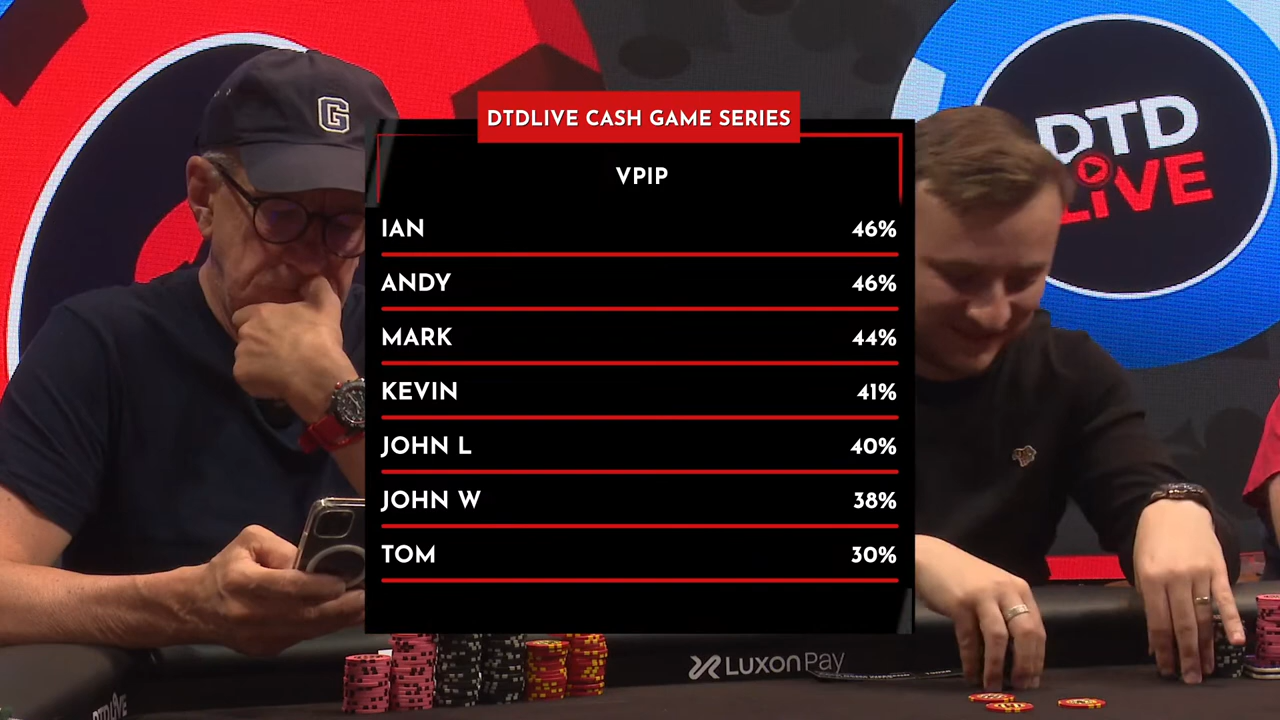 G
DTD
LIVE
DTDLIVE CASH GAME SERIES
VPIP
IAN 46%
ANDY 46%
MARK 44%
KEVIN 41%
JOHN L 40%
JOHN W 38%
TOM 30%
LUXONPAY
DTDLIVE